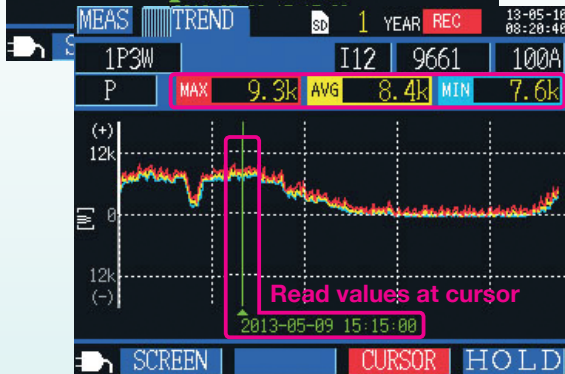 MEAS TREND SD 1 YEAR REC 13-05-10
08:20:40
1P3W I12 9661 100A
P MAX 9.3k AVG 8.4k MIN 7.6k
(+)
12k
[W] 0
12k
(-)
Read values at cursor
2013-05-09 15:15:00
SCREEN CURSOR HOLD